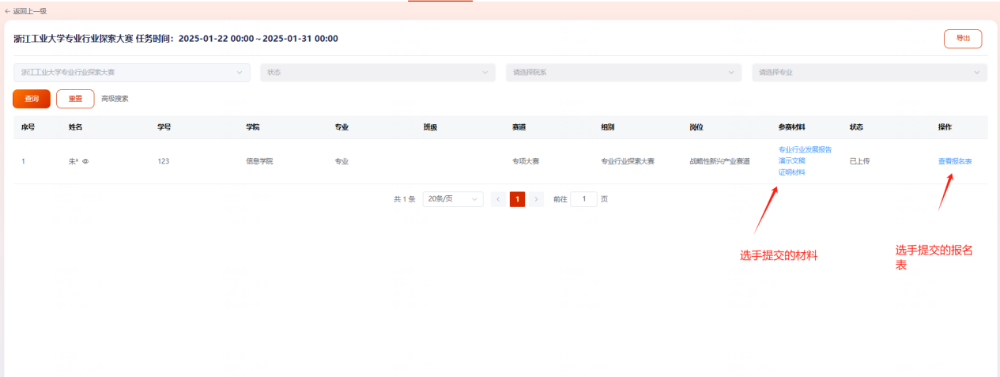 ← 返回上一级
浙江工业大学专业行业探索大赛 任务时间：2025-01-22 00:00 ~ 2025-01-31 00:00
导出
浙江工业大学专业行业探索大赛 状态 请选择院系 请选择专业
查询 重置 高级搜索
序号 姓名 学号 学院 专业 班级 赛道 组别 岗位 参赛材料 状态 操作
1 朱* 123 信息学院 专业 专项大赛 专业行业探索大赛 战略性新兴产业赛道 专业行业发展报告 已上传 查看报名表
演示文稿
证明材料
共 1 条 20条/页 < 1 > 前往 1 页
选手提交的材料
选手提交的报名
表